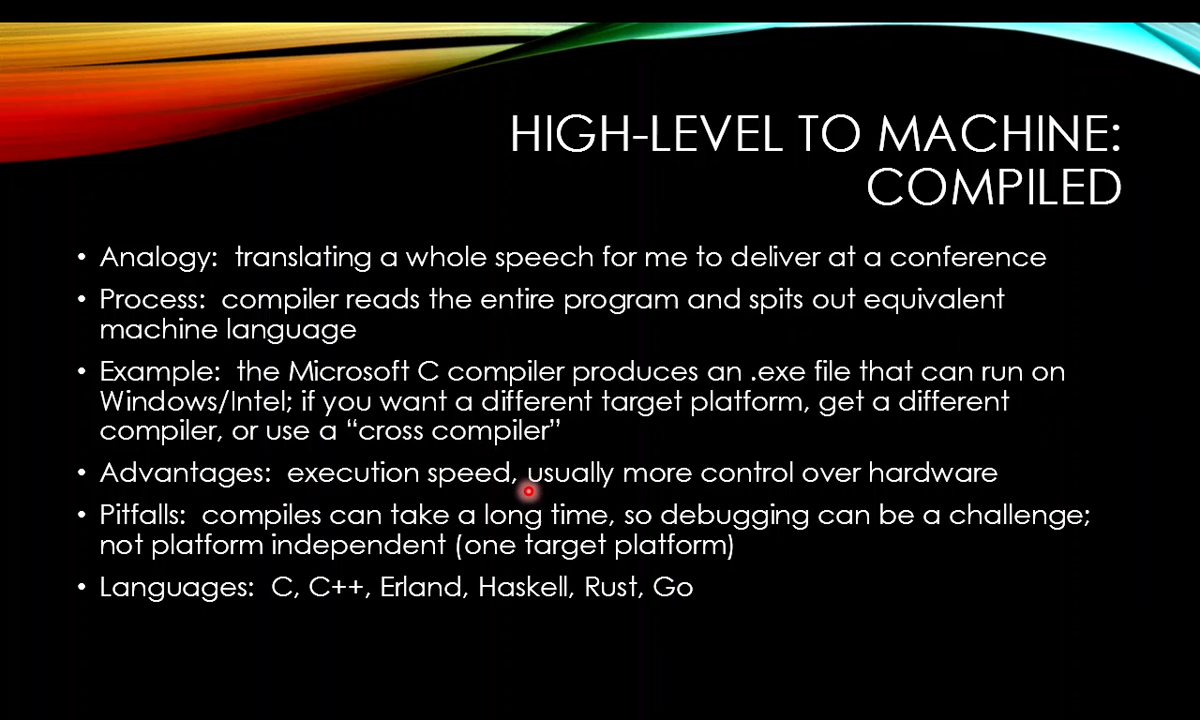 HIGH-LEVEL TO MACHINE:
COMPILED
• Analogy: translating a whole speech for me to deliver at a conference
• Process: compiler reads the entire program and spits out equivalent
machine language
• Example: the Microsoft C compiler produces an .exe file that can run on
Windows/Intel; if you want a different target platform, get a different
compiler, or use a “cross compiler”
• Advantages: execution speed, usually more control over hardware
• Pitfalls: compiles can take a long time, so debugging can be a challenge;
not platform independent (one target platform)
• Languages: C, C++, Erland, Haskell, Rust, Go